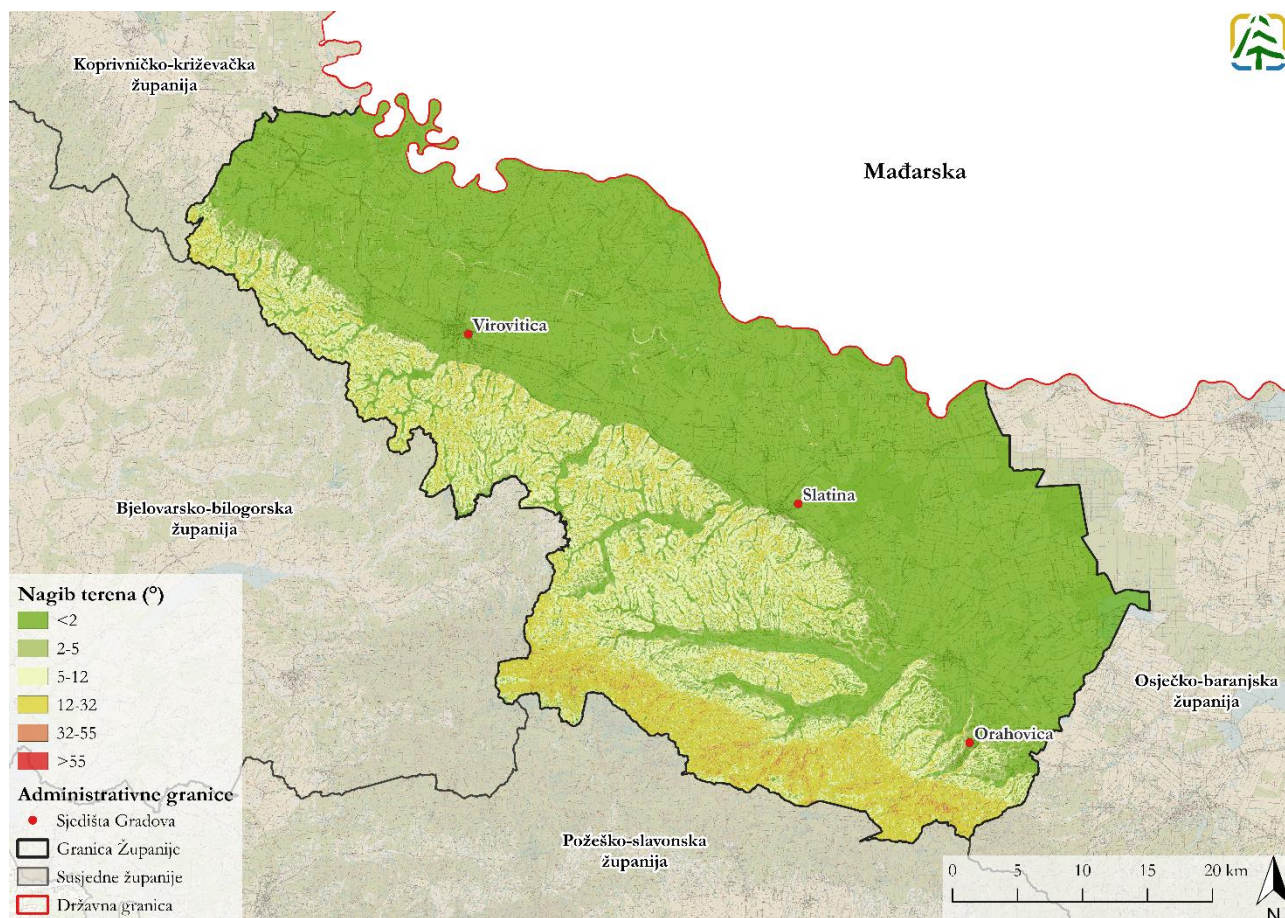 Koprivničko-križevačka
županija
Mađarska
Virovitica
Slatina
Bjelovarsko-bilogorska
županija
Osječko-baranjska
županija
Orahovica
Požeško-slavonska
županija
Nagib terena (°)
<2
2-5
5-12
12-32
32-55
>55
Administrativne granice
Sjedišta Gradova
Granica Županije
Susjedne županije
Državna granica
0 5 10 15 20 km
N